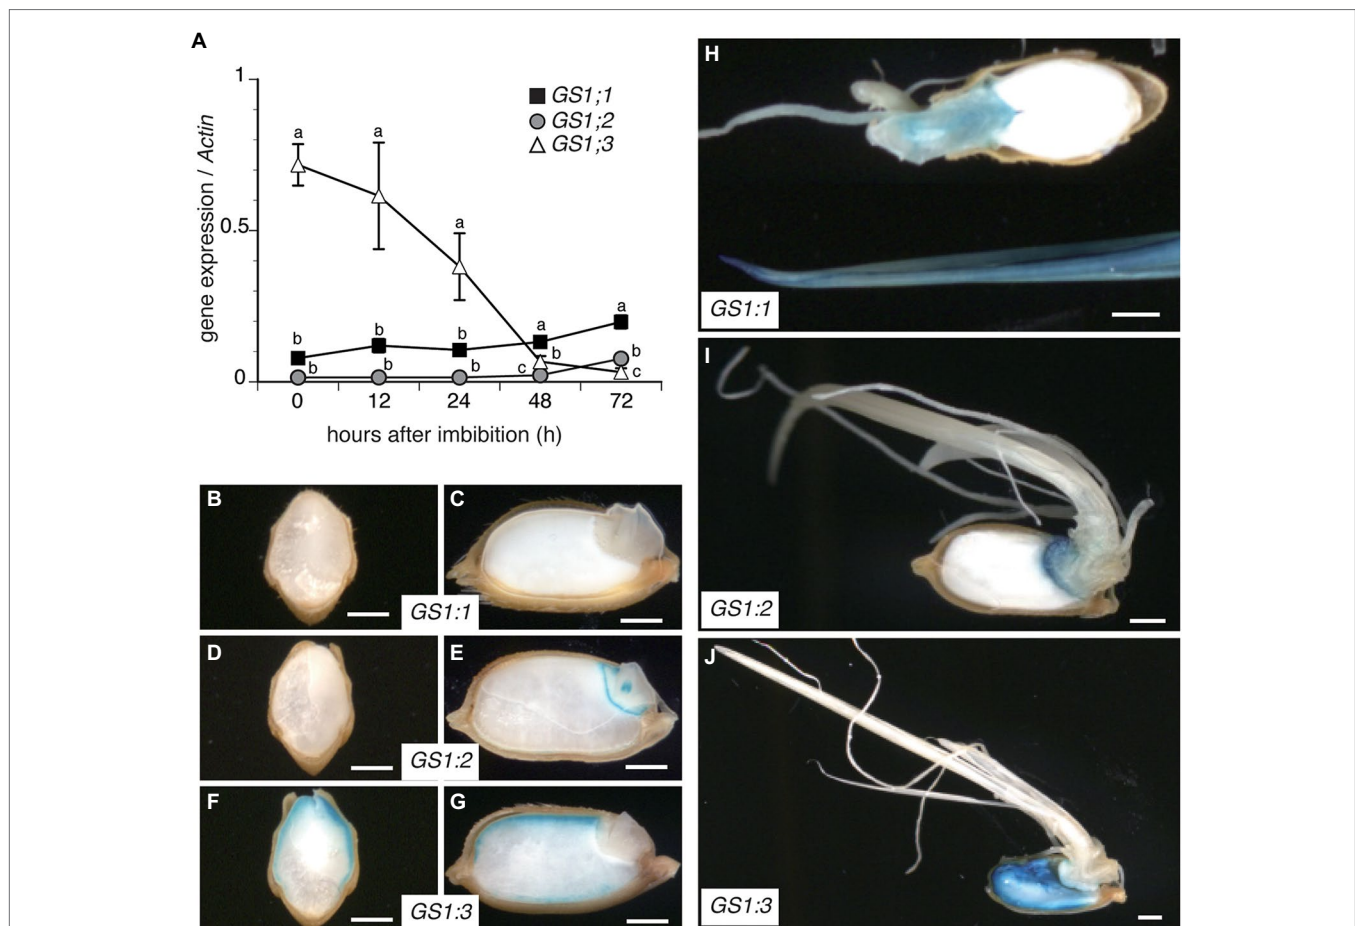 A
1
GS1;1
GS1;2
GS1;3
a
a
a
a
a
b
b
b
b
b
b
b
c
b
c
0.5
0
gene expression / Actin
0
12
24
48
72
hours after imbibition (h)
B
C
GS1:1
D
E
GS1:2
F
G
GS1:3
H
GS1:1
I
GS1:2
J
GS1:3